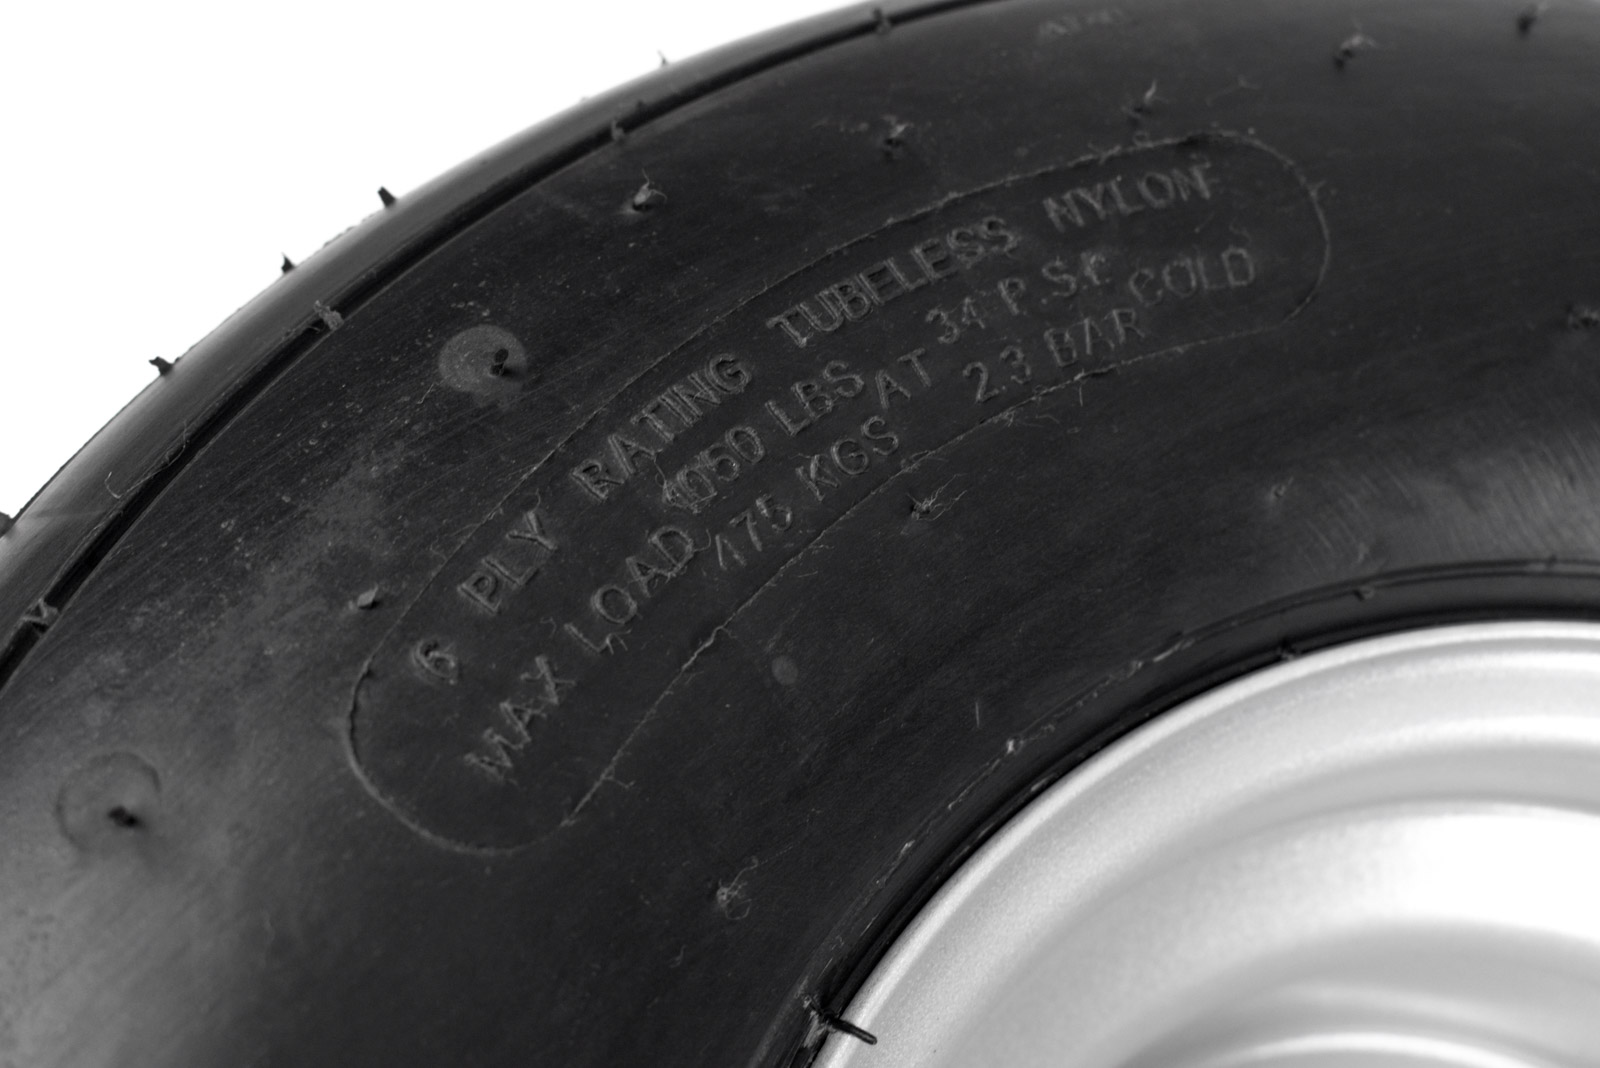 6 PLY RATING TUBELESS NYLON
MAX LOAD 1050 LBS AT 34 P.S.I COLD
475 KGS 2.3 BAR